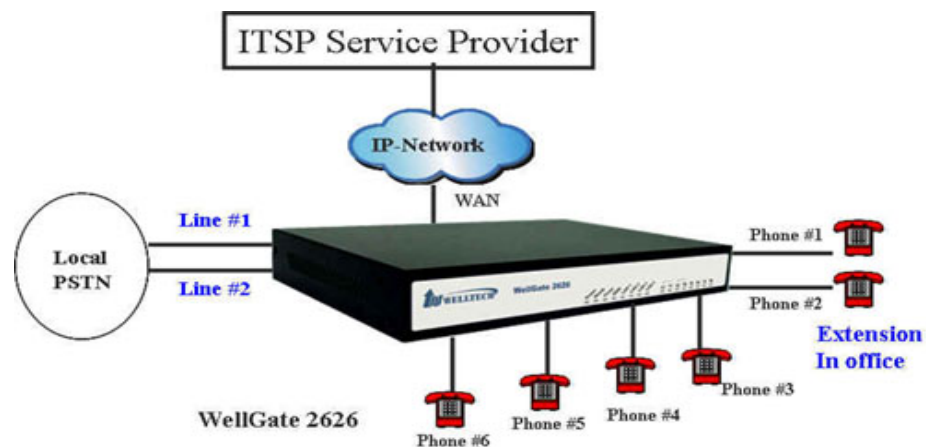 ITSP Service Provider
IP-Network
WAN
Line #1
Line #2
Local
PSTN
WELLTECH
WellGate 2626
Phone #1
Phone #2
Extension
In office
Phone #3
Phone #4
Phone #5
Phone #6
WellGate 2626